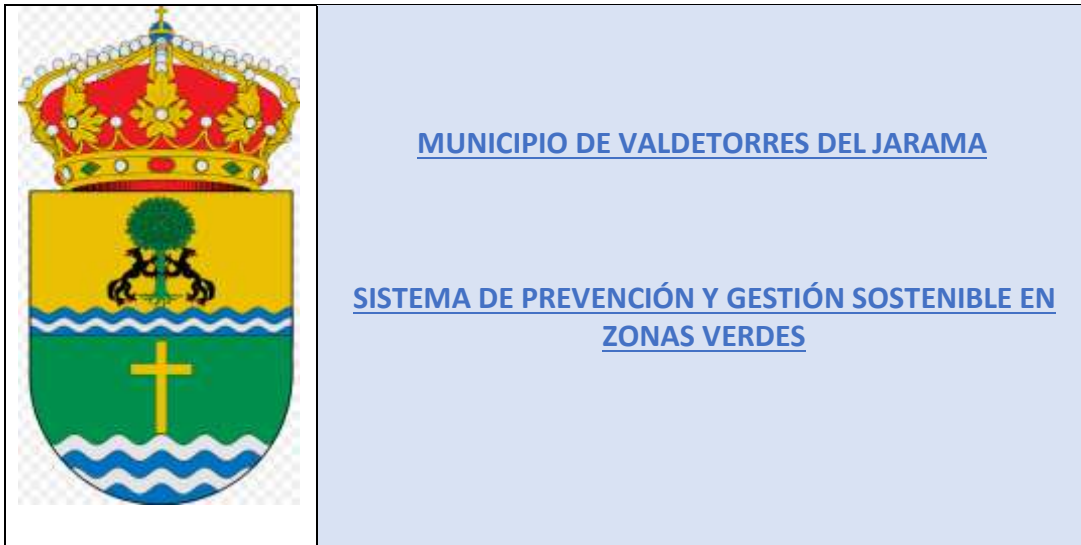 MUNICIPIO DE VALDETORRES DEL JARAMA
SISTEMA DE PREVENCIÓN Y GESTIÓN SOSTENIBLE EN
ZONAS VERDES